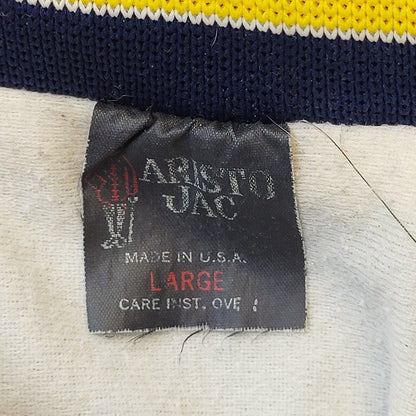 ARISTO
JAC
MADE IN U.S.A.
LARGE
CARE INST. OVE